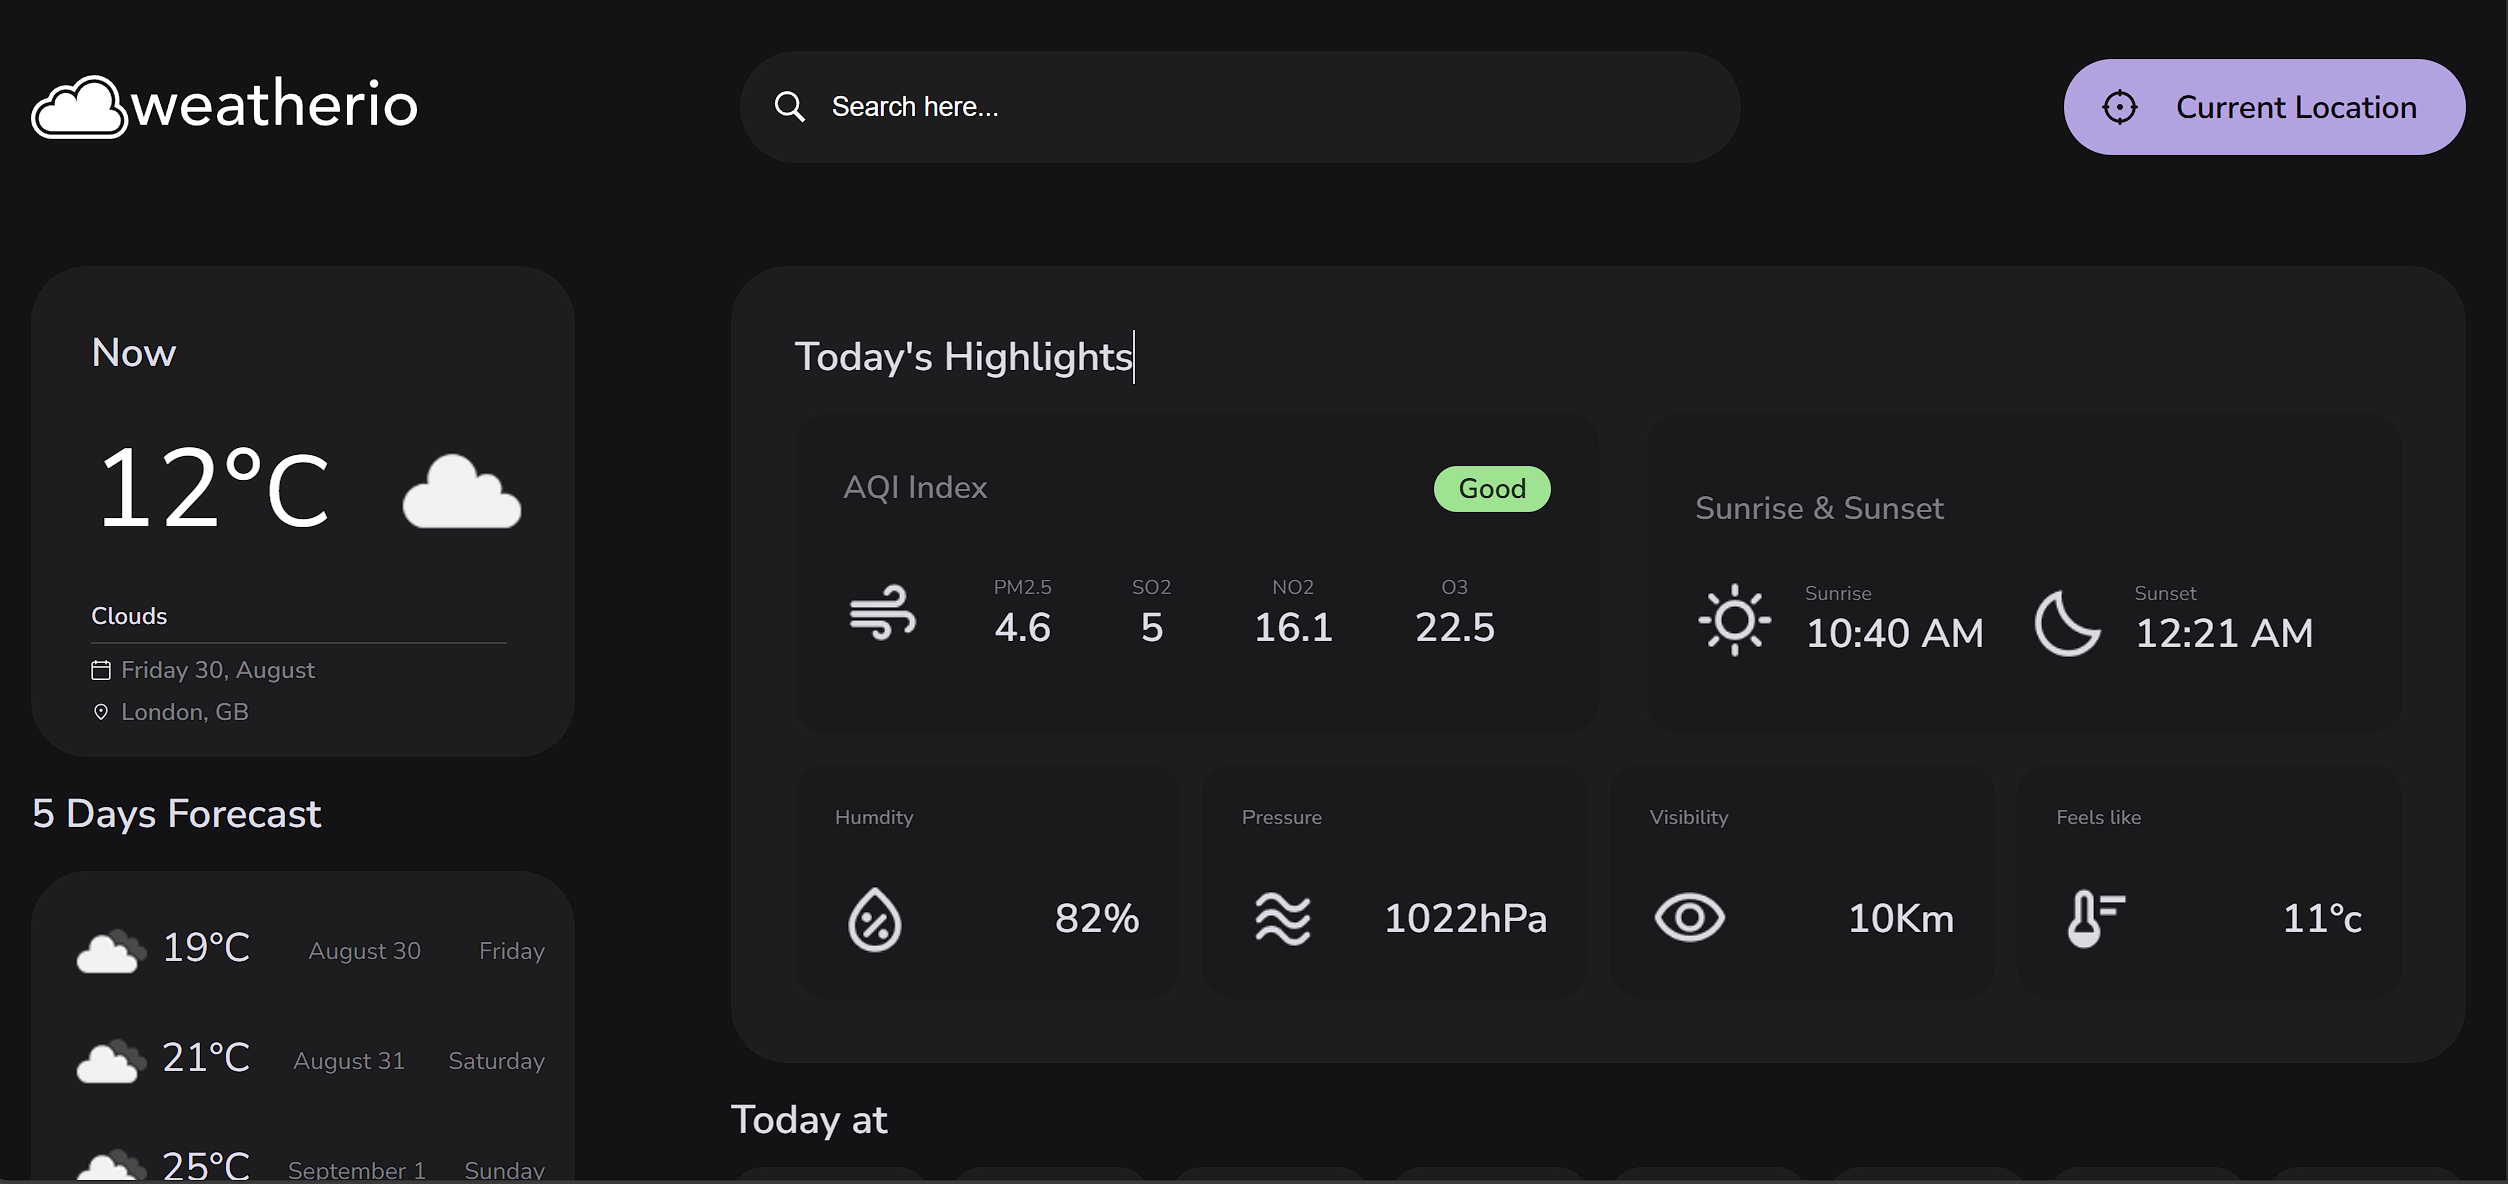 weatherio
Search here...
Current Location
Now
12°C
Clouds
Friday 30, August
London, GB
5 Days Forecast
19°C August 30 Friday
21°C August 31 Saturday
25°C September 1 Sunday
Today's Highlights
AQI Index
Good
PM2.5 SO2 NO2 O3
4.6 5 16.1 22.5
Sunrise & Sunset
Sunrise Sunset
10:40 AM 12:21 AM
Humdity
82%
Pressure
1022hPa
Visibility
10Km
Feels like
11°c
Today at